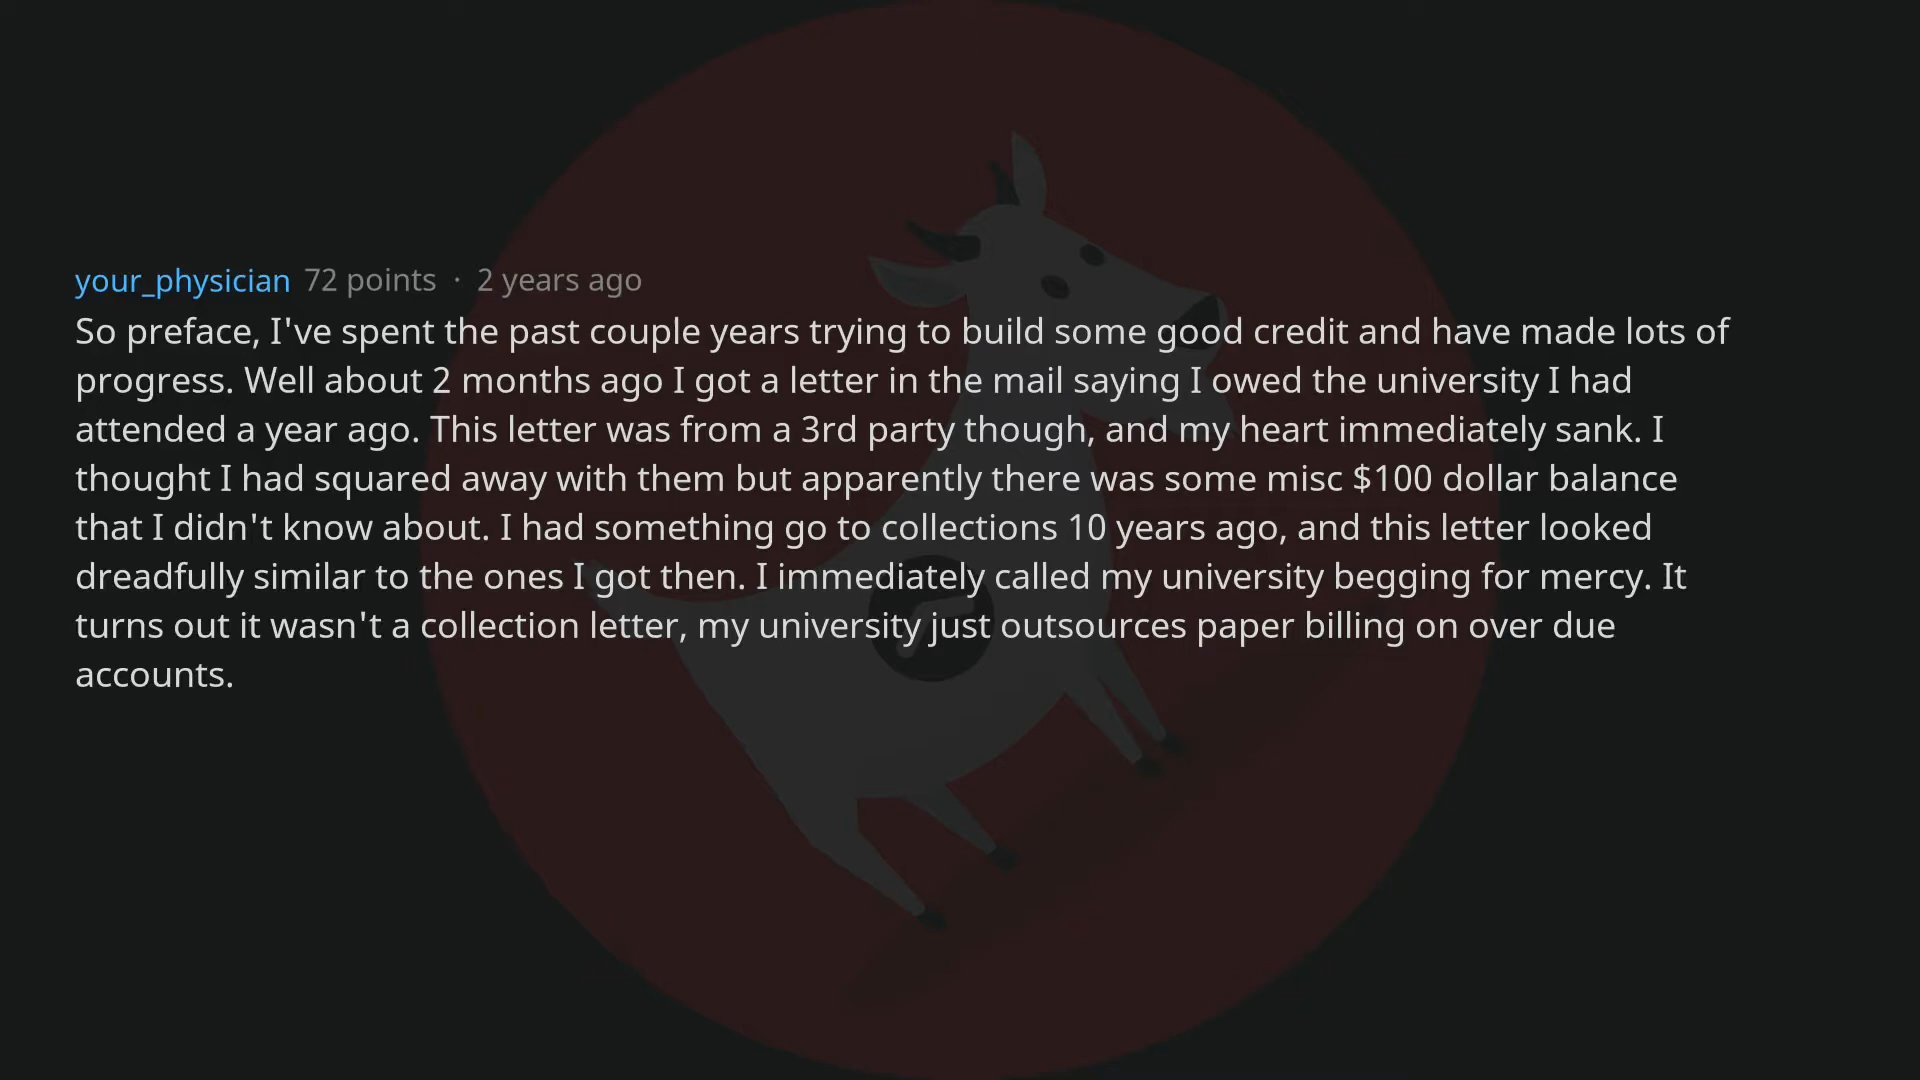 your_physician 72 points · 2 years ago
So preface, I've spent the past couple years trying to build some good credit and have made lots of
progress. Well about 2 months ago I got a letter in the mail saying I owed the university I had
attended a year ago. This letter was from a 3rd party though, and my heart immediately sank. I
thought I had squared away with them but apparently there was some misc $100 dollar balance
that I didn't know about. I had something go to collections 10 years ago, and this letter looked
dreadfully similar to the ones I got then. I immediately called my university begging for mercy. It
turns out it wasn't a collection letter, my university just outsources paper billing on over due
accounts.